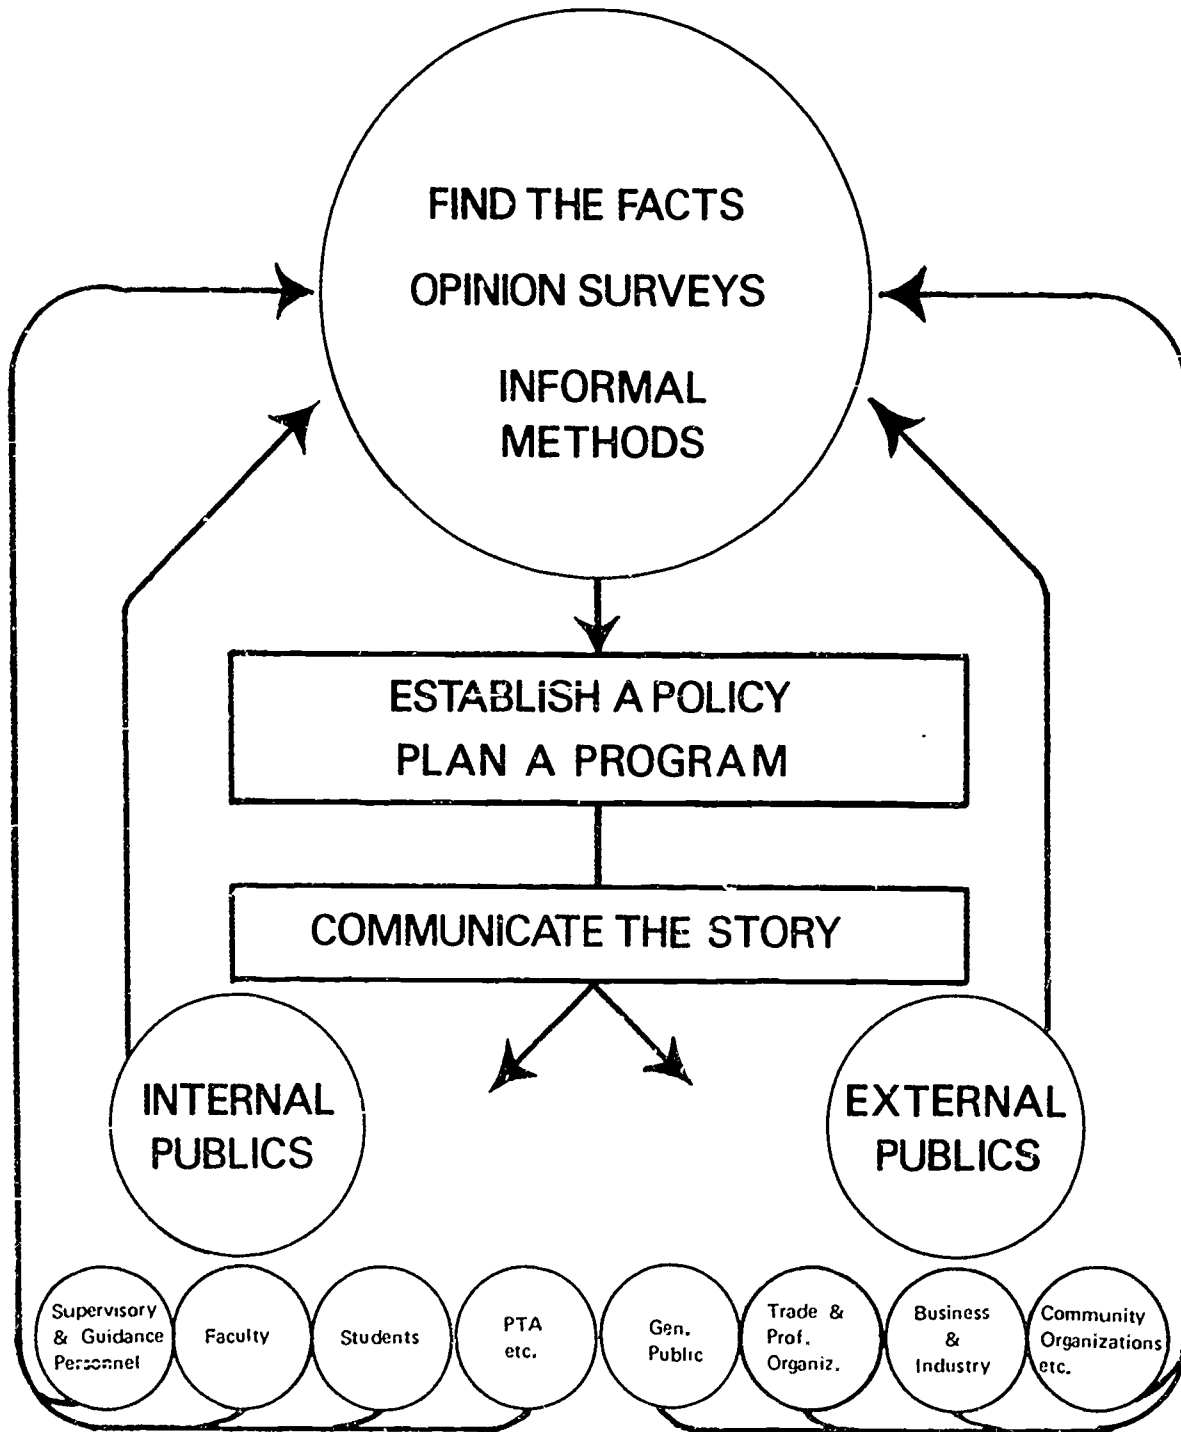 FIND THE FACTS
OPINION SURVEYS
INFORMAL
METHODS
ESTABLISH A POLICY
PLAN A PROGRAM
COMMUNICATE THE STORY
INTERNAL
PUBLICS
EXTERNAL
PUBLICS
Supervisory
& Guidance
Personnel
Faculty
Students
PTA
etc.
Gen.
Public
Trade &
Prof.
Organiz.
Business
&
Industry
Community
Organizations
etc.